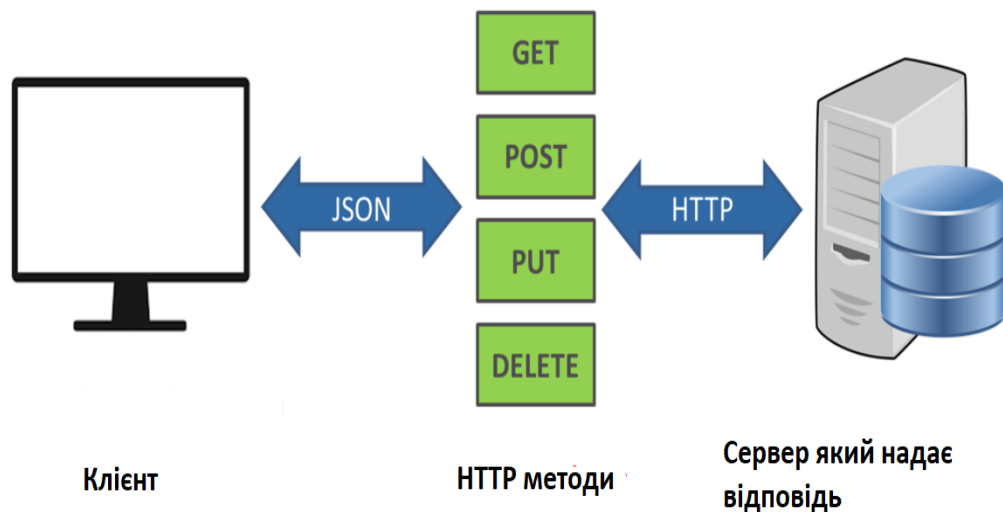 GET
POST
JSON
HTTP
PUT
DELETE
Клієнт
HTTP методи
Сервер який надає
відповідь